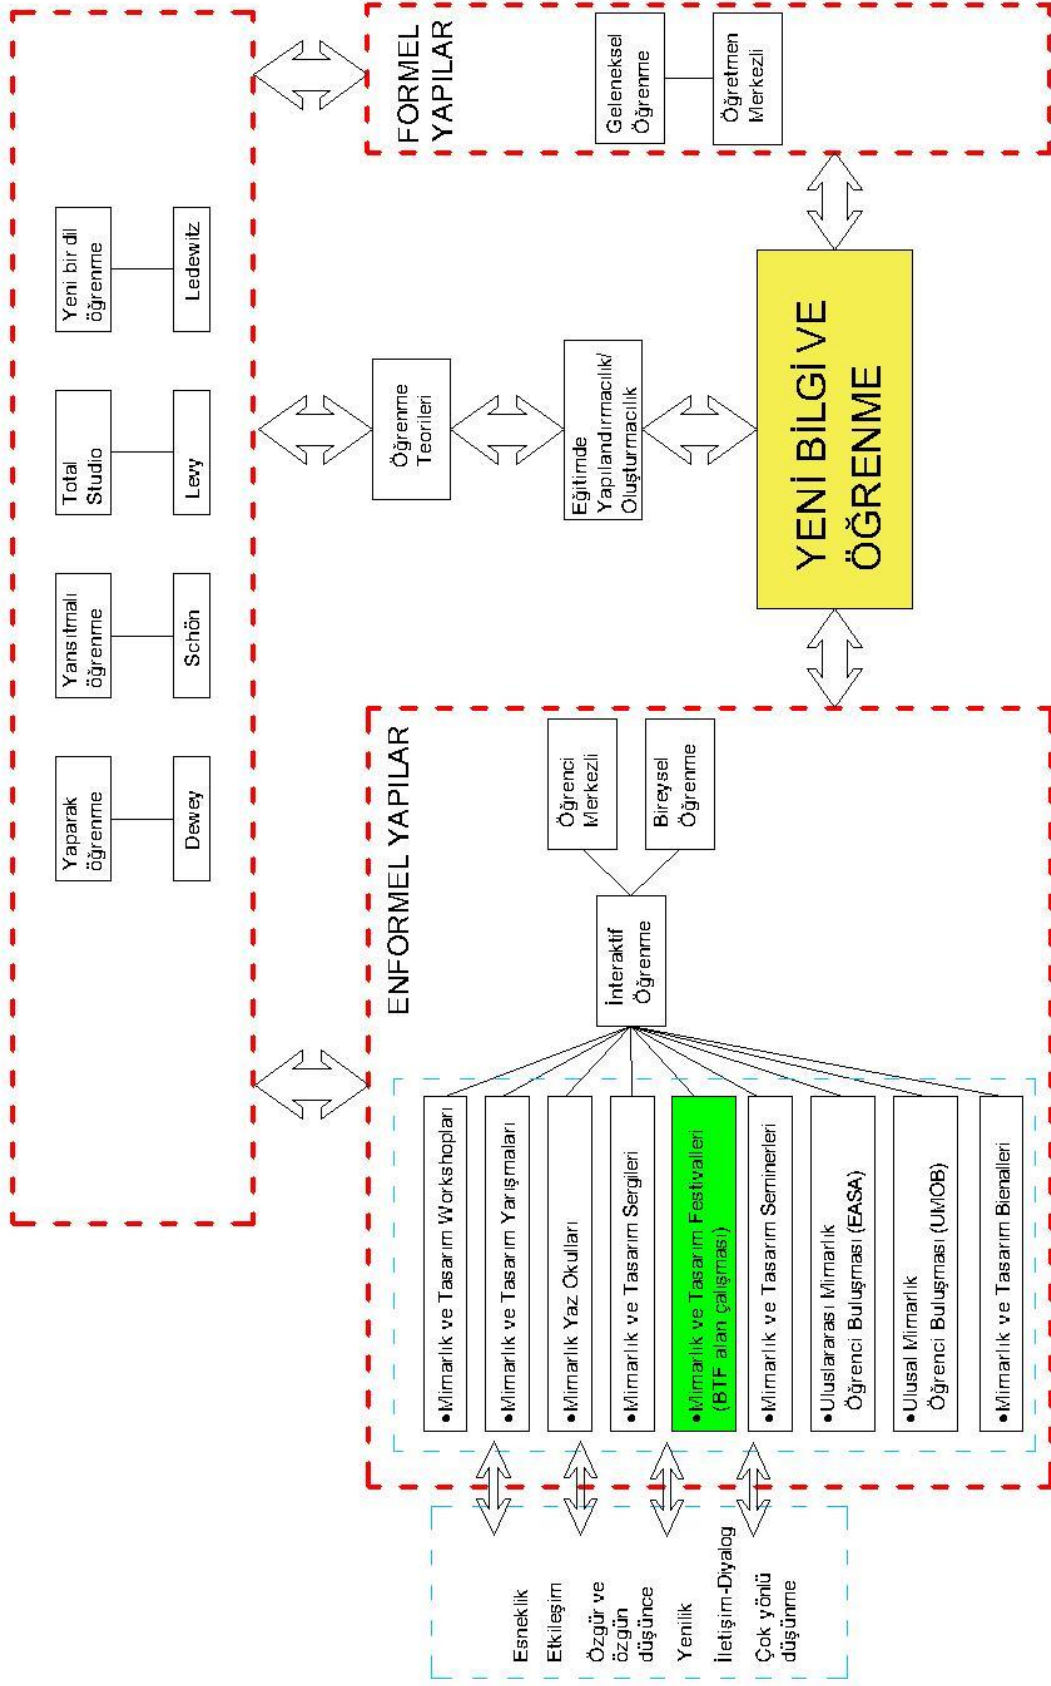 Yaparak
öğrenme
Dewey
Yansıtmalı
öğrenme
Schön
Total
Studio
Levy
Yeni bir dil
öğrenme
Ledewitz
Öğrenme
Teorileri
Eğitimde
Yapılandırmacılık/
Oluşturmacılık
YENİ BİLGİ VE
ÖĞRENME
FORMEL
YAPILAR
Geleneksel
Öğrenme
Öğretmen
Merkezli
ENFORMEL YAPILAR
Öğrenci
Merkezli
Bireysel
Öğrenme
İnteraktif
Öğrenme
•Mimarlık ve Tasarım Workshopları
•Mimarlık ve Tasarım Yarışmaları
•Mimarlık Yaz Okulları
•Mimarlık ve Tasarım Sergileri
•Mimarlık ve Tasarım Festivalleri
(BTF alan çalışması)
•Mimarlık ve Tasarım Seminerleri
•Uluslararası Mimarlık
Öğrenci Buluşması (EASA)
•Ulusal Mimarlık
Öğrenci Buluşması (UMOB)
•Mimarlık ve Tasarım Bienalleri
Esneklik
Etkileşim
Özgür ve
özgün
düşünce
Yenilik
İletişim-Diyalog
Çok yönlü
düşünme